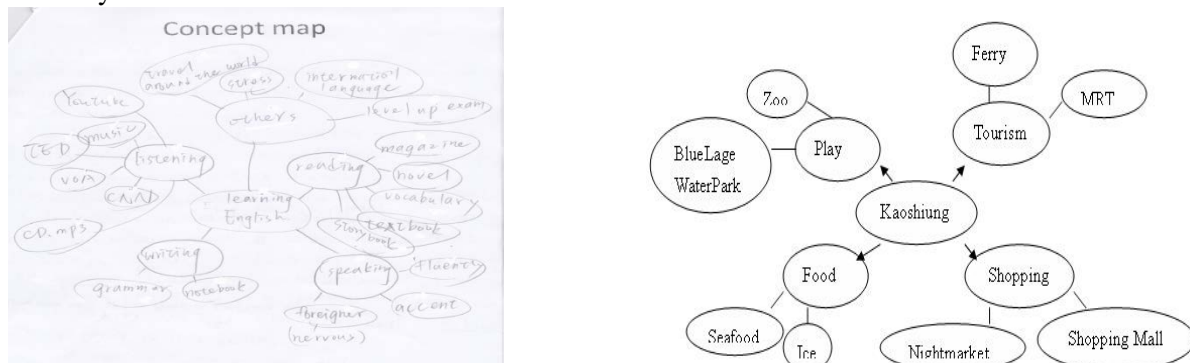 Concept map
travel
around the world
stress
internation'l
language
level up exam
others
YouTube
music
TED
listening
VOA
CNN
CD.mp3
reading
magazine
novel
vocabulary
textbook
story
book
learning
English
writing
grammar
notebook
speaking
fluently
accent
foreigner
(nervous)
Ferry
Zoo
MRT
Tourism
Play
BlueLage
WaterPark
Kaoshiung
Food
Shopping
Seafood
Ice
Nightmarket
Shopping Mall